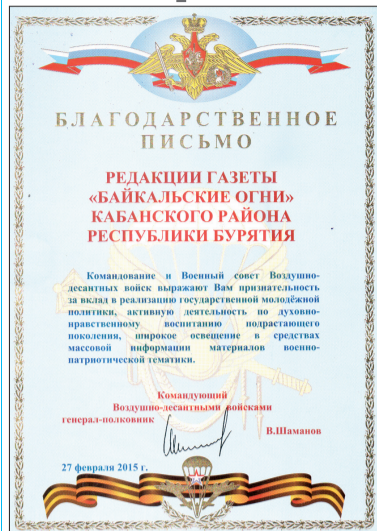 БЛАГОДАРСТВЕННОЕ
ПИСЬМО
РЕДАКЦИИ ГАЗЕТЫ
«БАЙКАЛЬСКИЕ ОГНИ»
КАБАНСКОГО РАЙОНА
РЕСПУБЛИКИ БУРЯТИЯ
Командование и Военный совет Воздушно-
десантных войск выражают Вам признательность
за вклад в реализацию государственной молодёжной
политики, активную деятельность по духовно-
нравственному воспитанию подрастающего
поколения, широкое освещение в средствах
массовой информации материалов военно-
патриотической тематики.
Командующий
Воздушно-десантными войсками
генерал-полковник
В.Шаманов
27 февраля 2015 г.